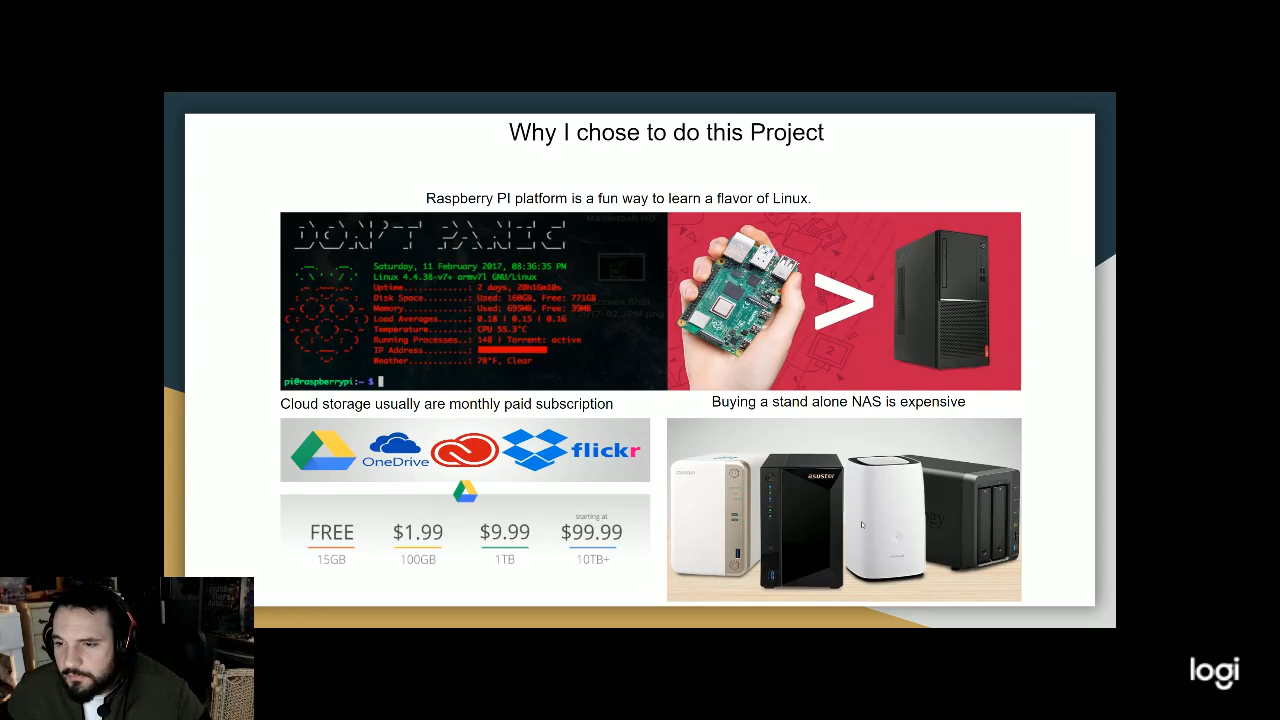 Why I chose to do this Project
Raspberry PI platform is a fun way to learn a flavor of Linux.
DON'T PANIC
Macintosh HD
Saturday, 11 February 2017, 08:36:35 PM
Linux 4.4.38-v7+ armv7l GNU/Linux
Uptime..................: 2 days, 20h16m10s
Disk Space..............: Used: 160GB, Free: 771GB
Memory..................: Used: 695MB, Free: 39MB
Load Averages...........: 0.18 | 0.15 | 0.16
Temperature.............: CPU 55.3°C
Running Processes.......: 148 | Torrent: active
IP Address..............:
Weather.................: 78°F, Clear
pi@raspberrypi:~ $
>
Cloud storage usually are monthly paid subscription
Buying a stand alone NAS is expensive
OneDrive
flickr
asustor
starting at
FREE $1.99 $9.99 $99.99
15GB 100GB 1TB 10TB+
logi